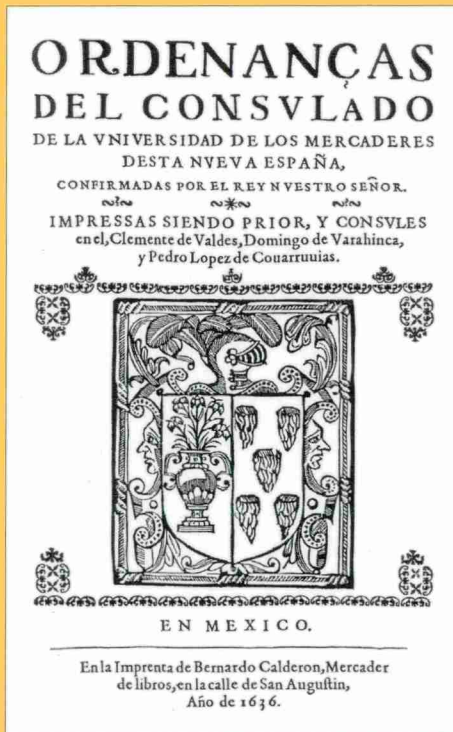 ORDENANÇAS
DEL CONSVLADO
DE LA VNIVERSIDAD DE LOS MERCADERES
DESTA NVEVA ESPAÑA,
CONFIRMADAS POR EL REY NVESTRO SEÑOR.
IMPRESSAS SIENDO PRIOR, Y CONSVLES
en el, Clemente de Valdes, Domingo de Varahinca,
y Pedro Lopez de Couarruuias.
EN MEXICO.
En la Imprenta de Bernardo Calderon, Mercader
de libros, en la calle de San Auguſtin,
Año de 1636.